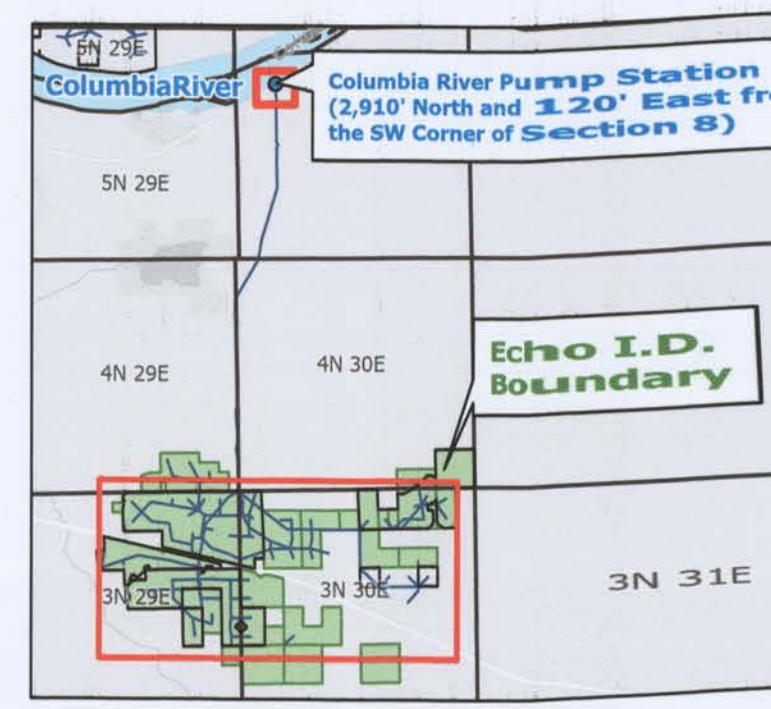 5N 29E
ColumbiaRiver
Columbia River Pump Station
(2,910' North and 120' East fr
the SW Corner of Section 8)
5N 29E
4N 29E
4N 30E
Echo I.D.
Boundary
3N 29E
3N 30E
3N 31E